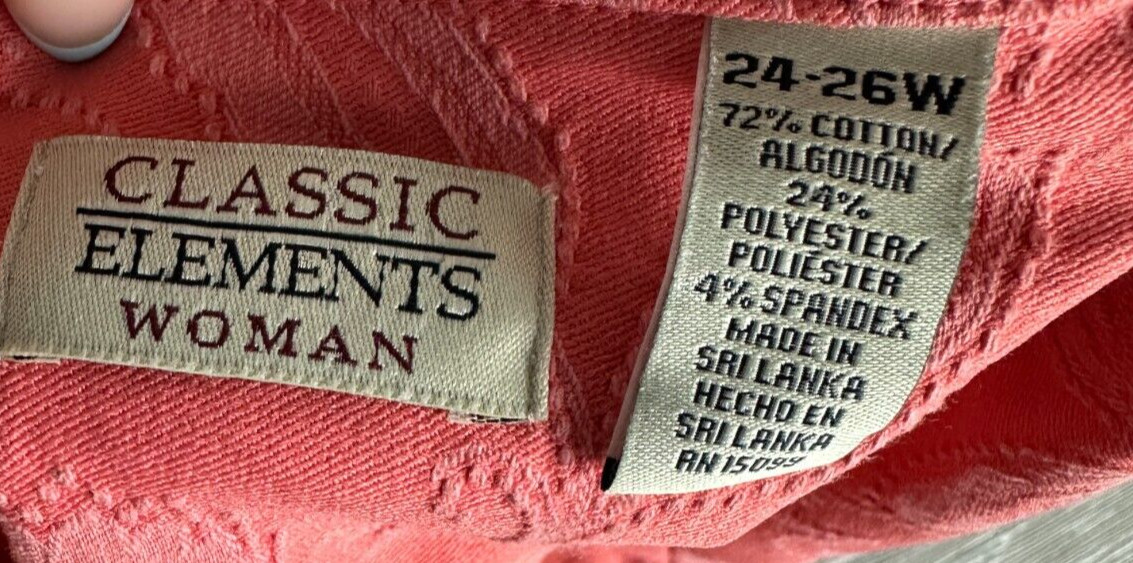 CLASSIC
ELEMENTS
WOMAN
24-26W
72% COTTON/
ALGODÓN
24%
POLYESTER/
POLIÉSTER
4% SPANDEX
MADE IN
SRI LANKA
HECHO EN
SRI LANKA
RN 15099